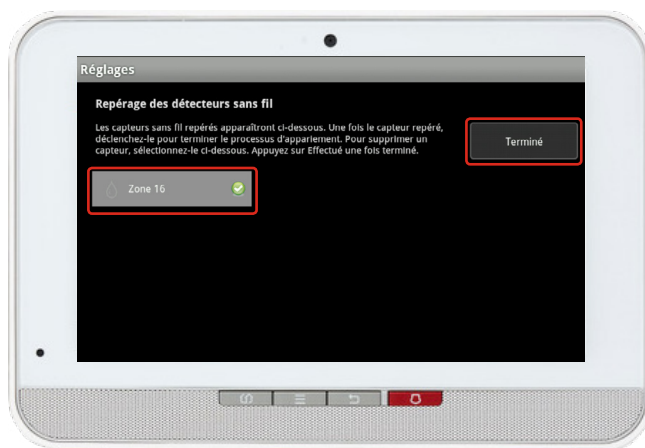 Réglages
Repérage des détecteurs sans fil
Les capteurs sans fil repérés apparaîtront ci-dessous. Une fois le capteur repéré,
déclenchez-le pour terminer le processus d'appariement. Pour supprimer un
capteur, sélectionnez-le ci-dessous. Appuyez sur Effectué une fois terminé.
Terminé
Zone 16